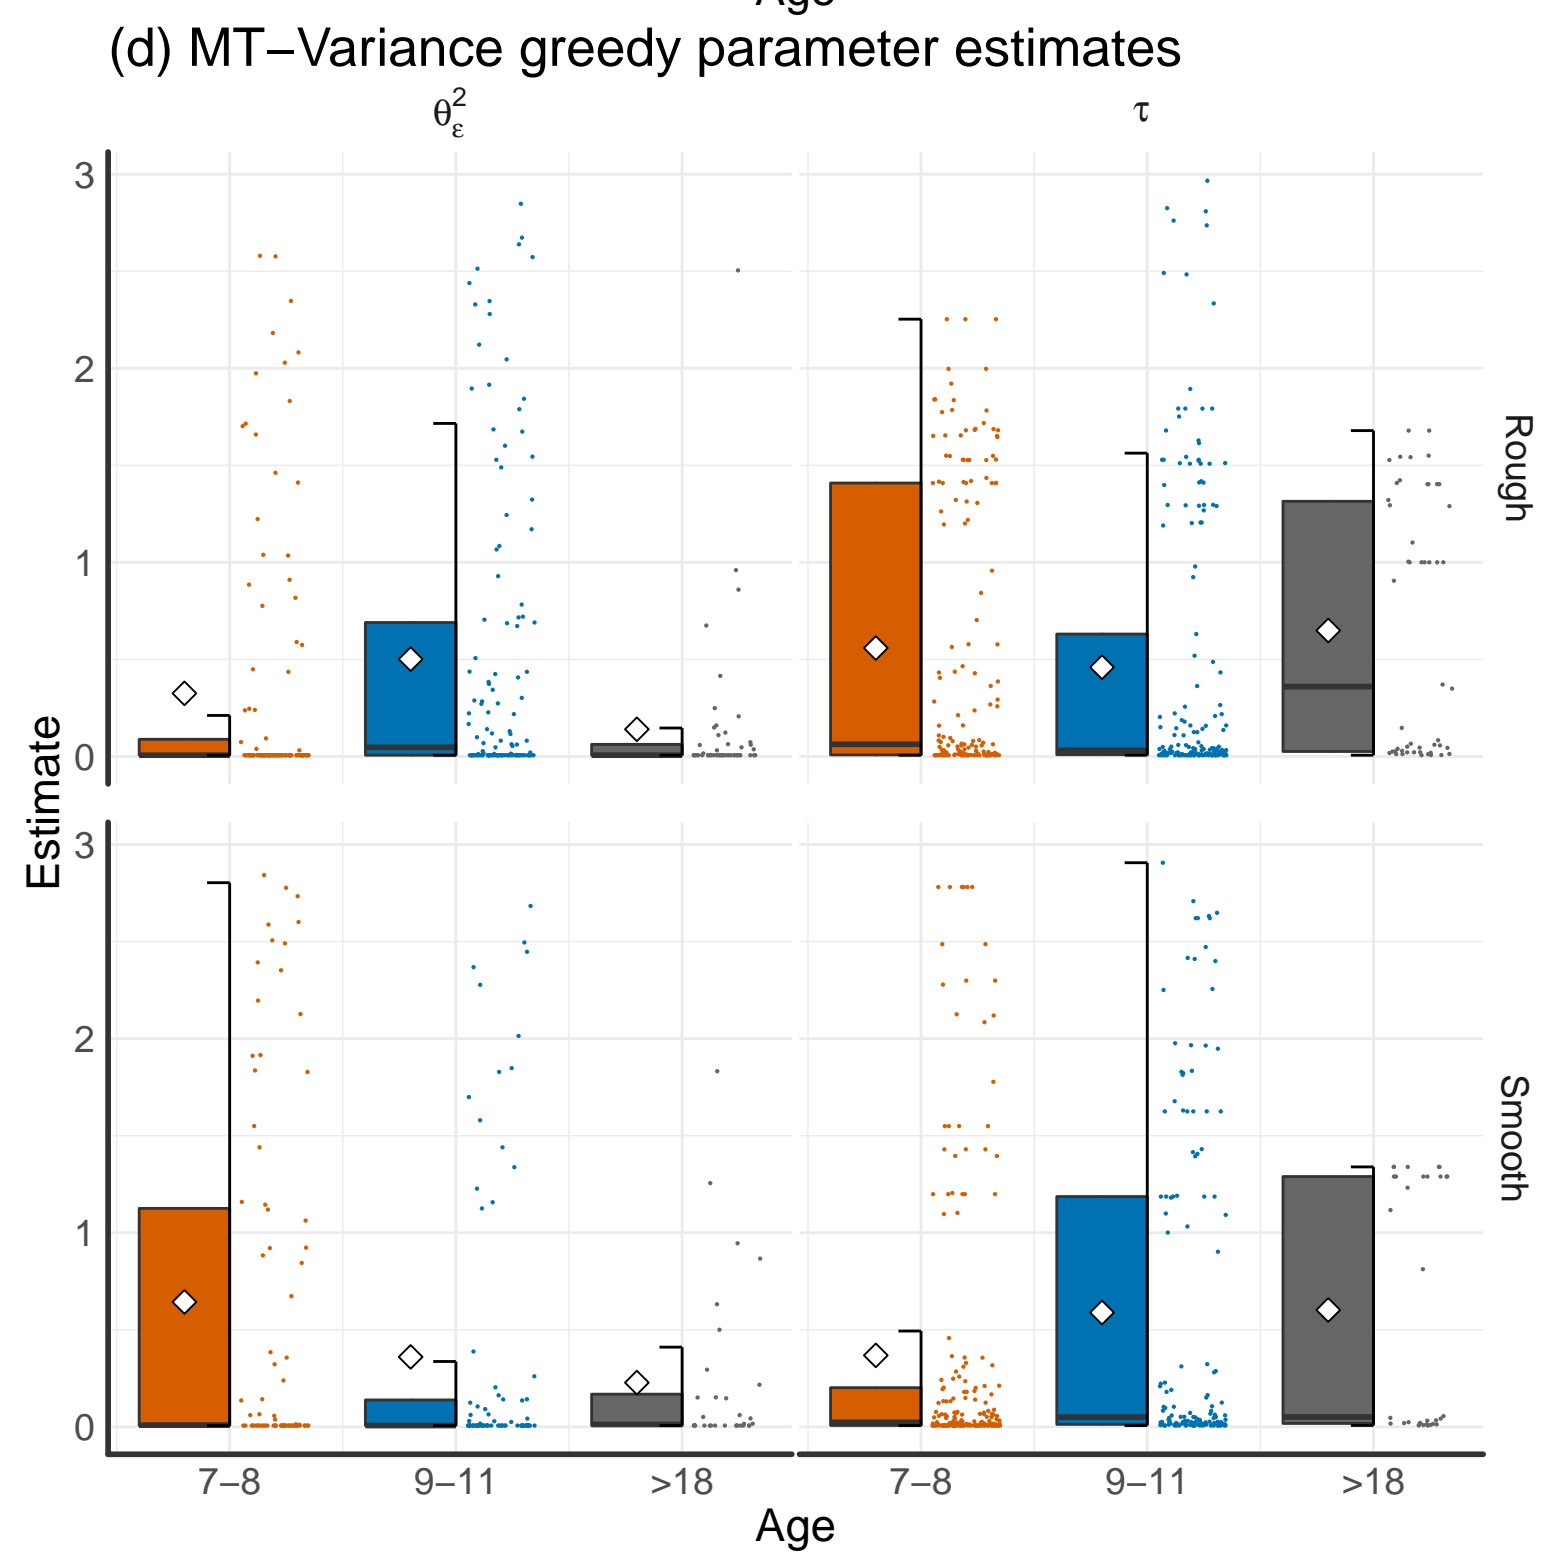 Age
(d) MT−Variance greedy parameter estimates
θ²ε τ
3
2
1
0
Rough
Estimate
3
2
1
0
Smooth
7−8 9−11 >18 7−8 9−11 >18
Age